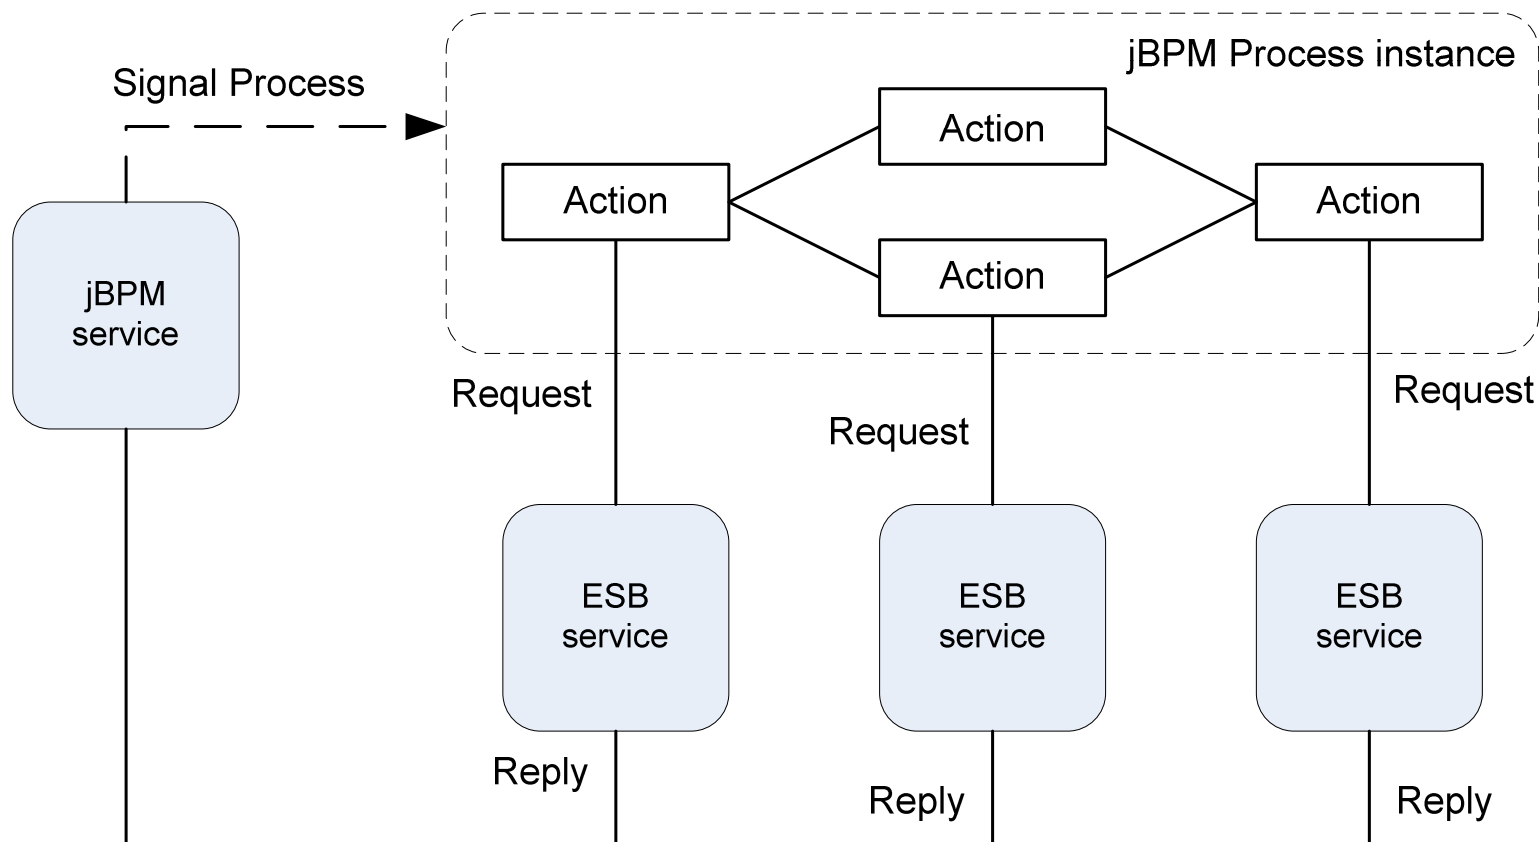 Signal Process
jBPM Process instance
Action
Action
Action
Action
jBPM
service
Request
Request
Request
ESB
service
ESB
service
ESB
service
Reply
Reply
Reply